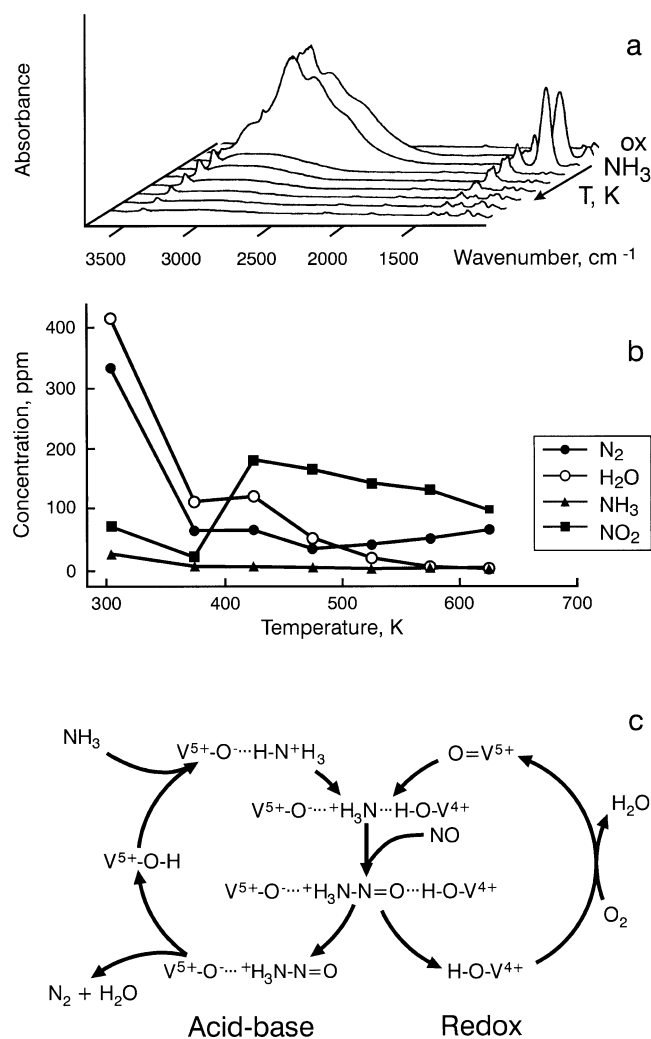 a
Absorbance
ox
NH₃
T, K
3500 3000 2500 2000 1500 Wavenumber, cm ⁻¹
b
Concentration, ppm
400
300
200
100
0
N₂
H₂O
NH₃
NO₂
300 400 500 600 700
Temperature, K
c
NH₃
V⁵⁺-O⁻···H-N⁺H₃
O=V⁵⁺
V⁵⁺-O⁻···⁺H₃N···H-O-V⁴⁺
H₂O
NO
V⁵⁺-O-H
V⁵⁺-O⁻···⁺H₃N-N=O···H-O-V⁴⁺
O₂
V⁵⁺-O⁻···⁺H₃N-N=O
H-O-V⁴⁺
N₂ + H₂O
Acid-base Redox